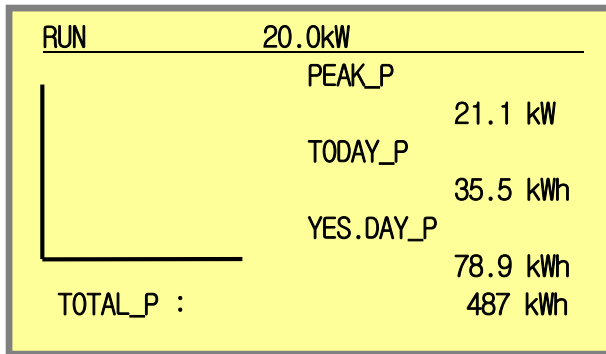 RUN 20.0kW
PEAK_P
21.1 kW
TODAY_P
35.5 kWh
YES.DAY_P
78.9 kWh
TOTAL_P : 487 kWh